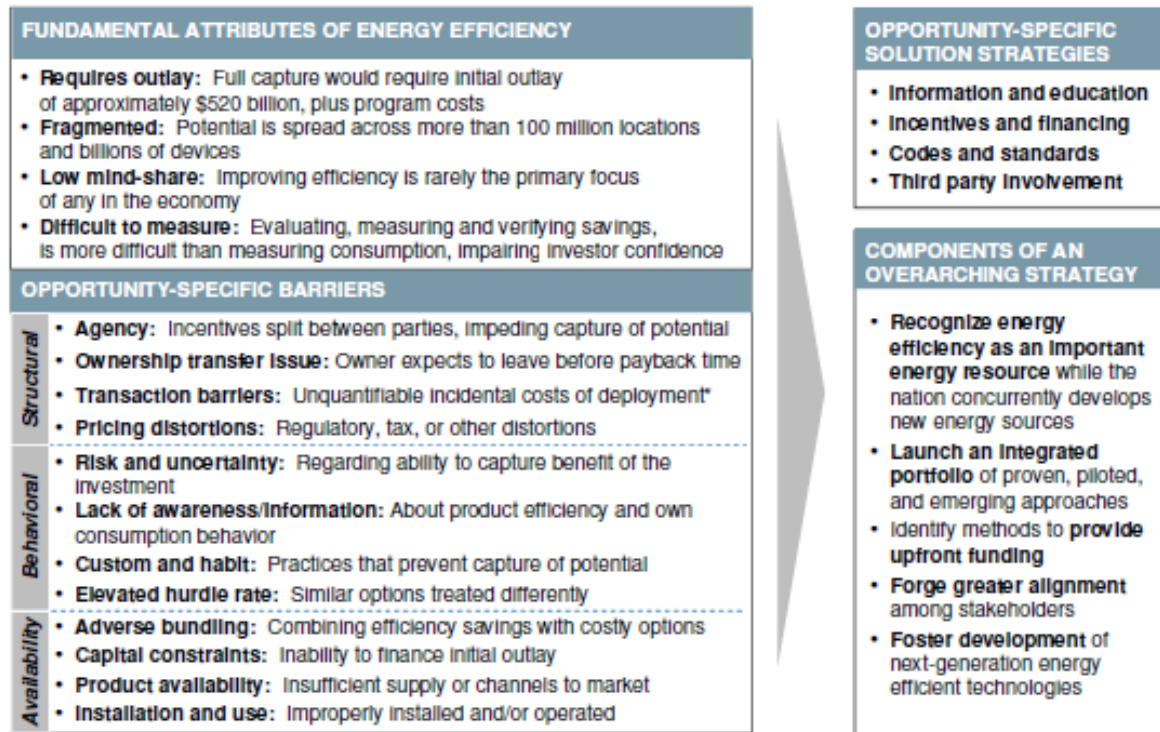 FUNDAMENTAL ATTRIBUTES OF ENERGY EFFICIENCY
• Requires outlay: Full capture would require initial outlay
of approximately $520 billion, plus program costs
• Fragmented: Potential is spread across more than 100 million locations
and billions of devices
• Low mind-share: Improving efficiency is rarely the primary focus
of any in the economy
• Difficult to measure: Evaluating, measuring and verifying savings,
is more difficult than measuring consumption, impairing investor confidence
OPPORTUNITY-SPECIFIC BARRIERS
Structural
• Agency: Incentives split between parties, impeding capture of potential
• Ownership transfer issue: Owner expects to leave before payback time
• Transaction barriers: Unquantifiable incidental costs of deployment*
• Pricing distortions: Regulatory, tax, or other distortions
Behavioral
• Risk and uncertainty: Regarding ability to capture benefit of the
investment
• Lack of awareness/information: About product efficiency and own
consumption behavior
• Custom and habit: Practices that prevent capture of potential
• Elevated hurdle rate: Similar options treated differently
Availability
• Adverse bundling: Combining efficiency savings with costly options
• Capital constraints: Inability to finance initial outlay
• Product availability: Insufficient supply or channels to market
• Installation and use: Improperly installed and/or operated
OPPORTUNITY-SPECIFIC
SOLUTION STRATEGIES
• Information and education
• Incentives and financing
• Codes and standards
• Third party involvement
COMPONENTS OF AN
OVERARCHING STRATEGY
• Recognize energy
efficiency as an important
energy resource while the
nation concurrently develops
new energy sources
• Launch an integrated
portfolio of proven, piloted,
and emerging approaches
• Identify methods to provide
upfront funding
• Forge greater alignment
among stakeholders
• Foster development of
next-generation energy
efficient technologies